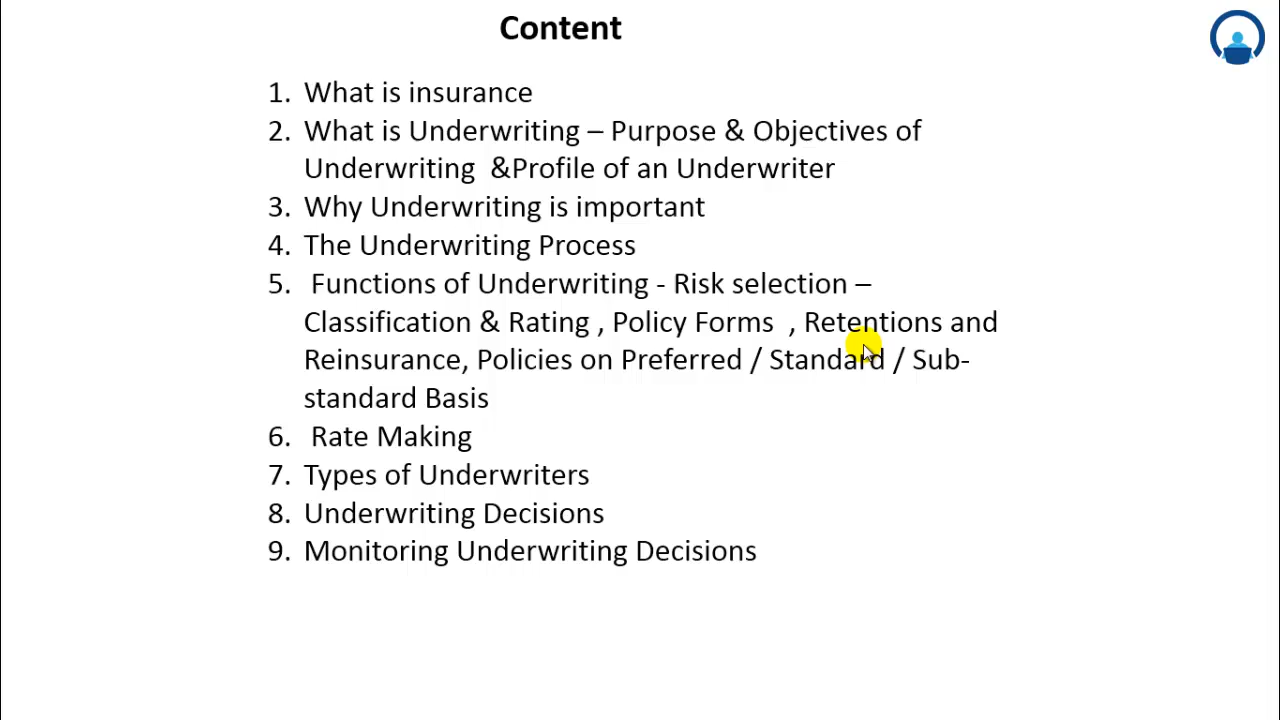 Content
1. What is insurance
2. What is Underwriting – Purpose & Objectives of
Underwriting &Profile of an Underwriter
3. Why Underwriting is important
4. The Underwriting Process
5. Functions of Underwriting - Risk selection –
Classification & Rating , Policy Forms , Retentions and
Reinsurance, Policies on Preferred / Standard / Sub-
standard Basis
6. Rate Making
7. Types of Underwriters
8. Underwriting Decisions
9. Monitoring Underwriting Decisions